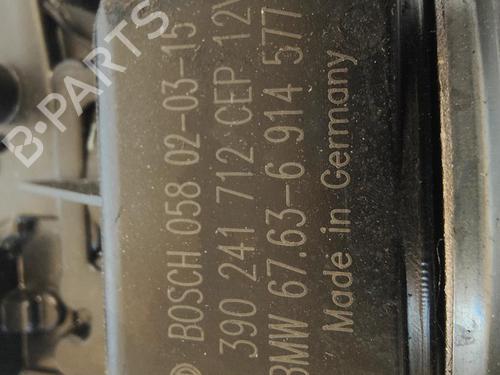 BOSCH 058 02-03-15
390 241 712 CEP 12V
BMW 67.63-6 914 577
Made in Germany
B-PARTS